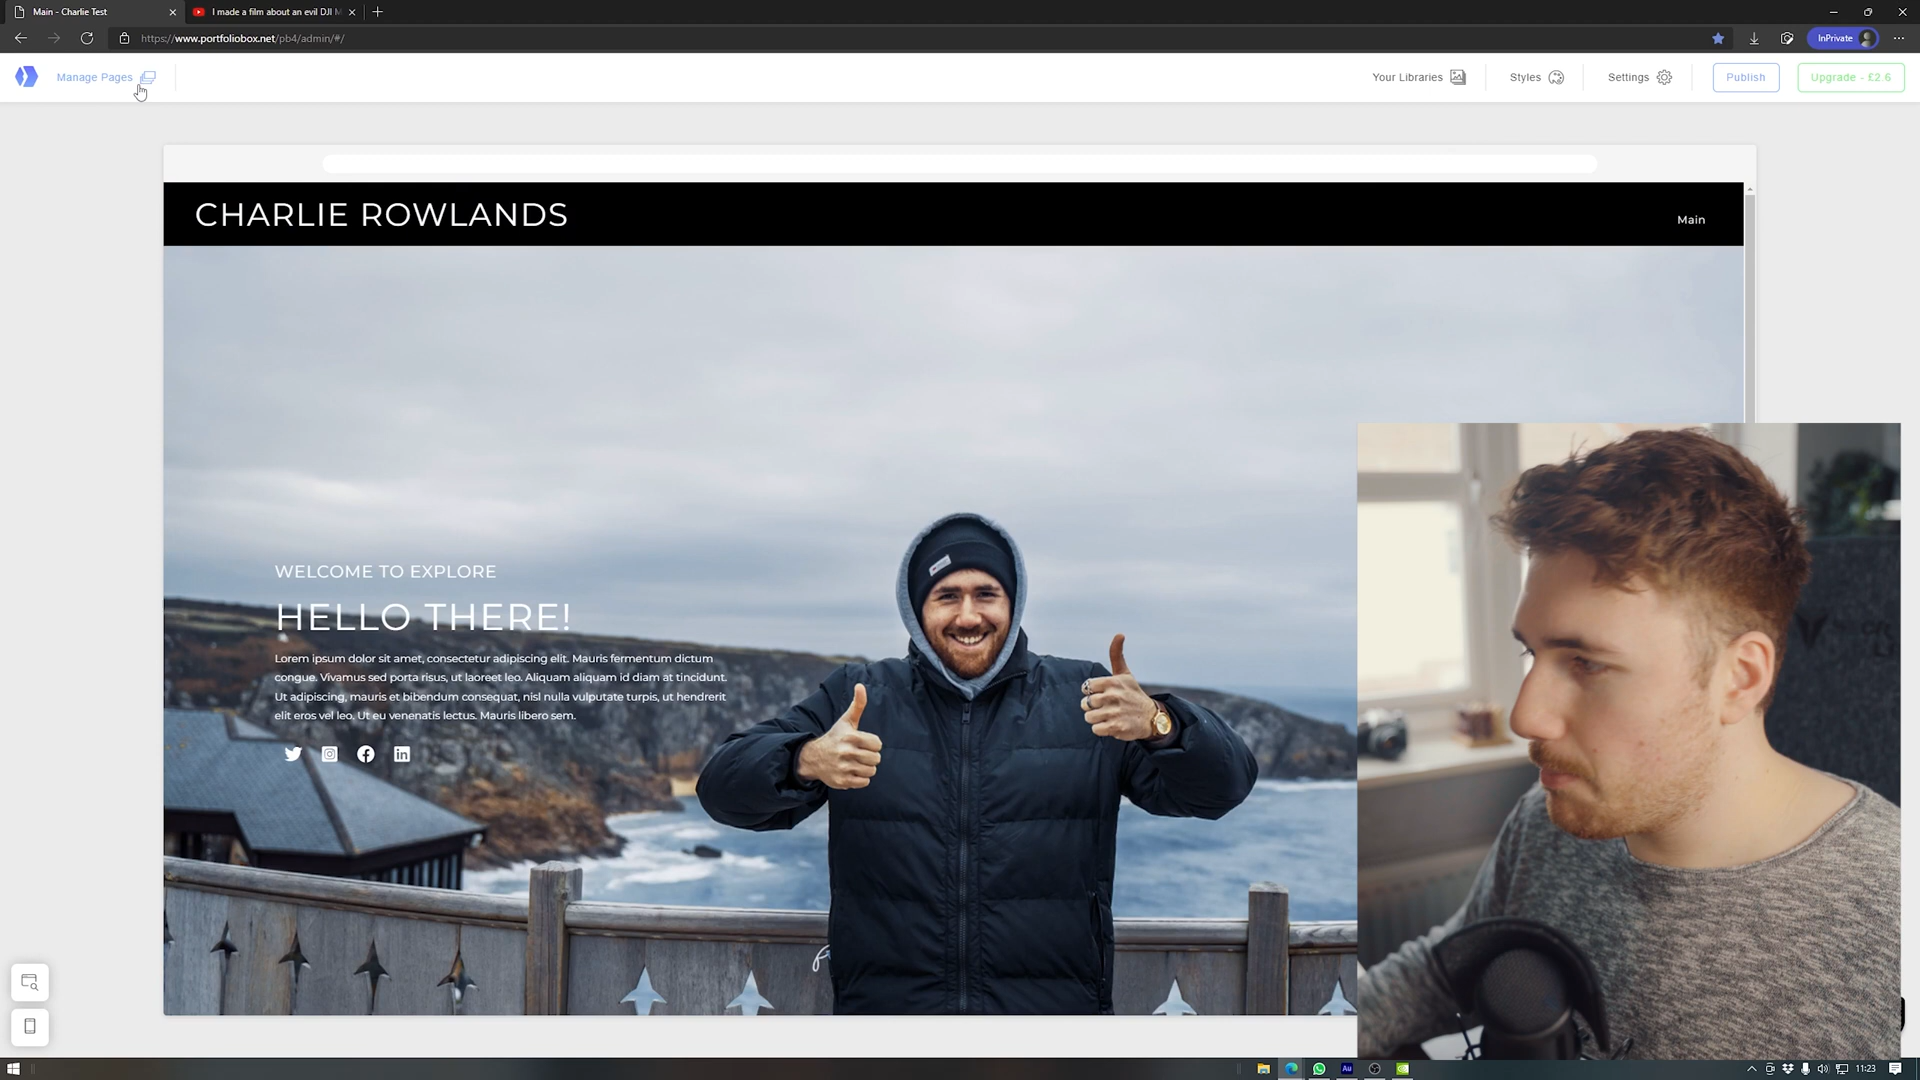 Main - Charlie Test
I made a film about an evil DJI M
https://www.portfoliobox.net/pb4/admin/#/
InPrivate
Manage Pages
Your Libraries
Styles
Settings
Publish
Upgrade - £2.6
CHARLIE ROWLANDS
Main
WELCOME TO EXPLORE
HELLO THERE!
Lorem ipsum dolor sit amet, consectetur adipiscing elit. Mauris fermentum dictum
congue. Vivamus sed porta risus, ut laoreet leo. Aliquam aliquam id diam at tincidunt.
Ut adipiscing, mauris et bibendum consequat, nisl nulla vulputate turpis, ut hendrerit
elit eros vel leo. Ut eu venenatis lectus. Mauris libero sem.
in
Au
11:23